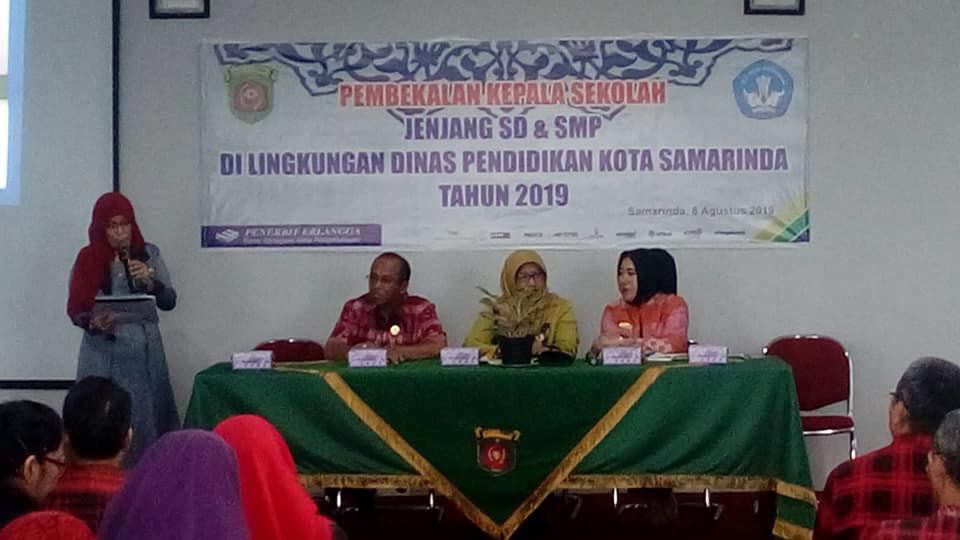 PEMBEKALAN KEPALA SEKOLAH
JENJANG SD & SMP
DI LINGKUNGAN DINAS PENDIDIKAN KOTA SAMARINDA
TAHUN 2019
Samarinda, 6 Agustus 2019
PENERBIT ERLANGGA